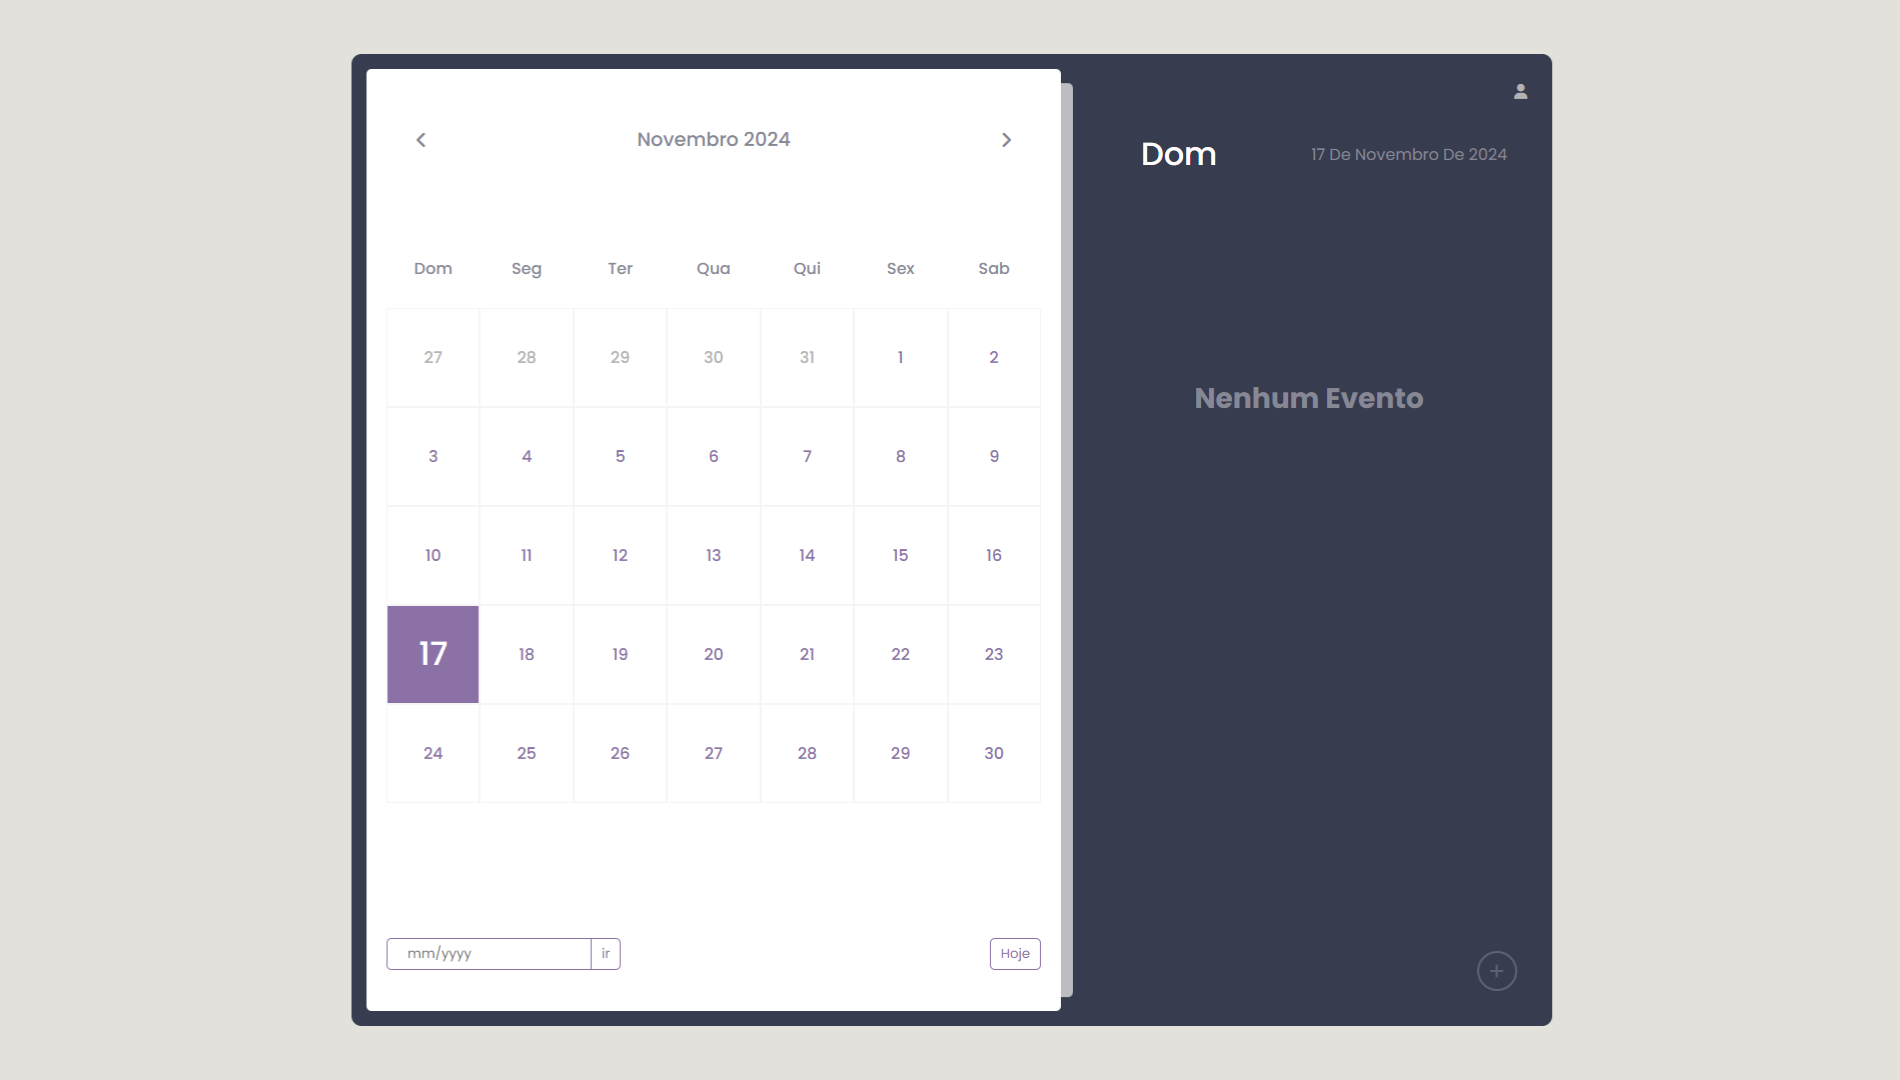 Novembro 2024
Dom Seg Ter Qua Qui Sex Sab
27 28 29 30 31 1 2
3 4 5 6 7 8 9
10 11 12 13 14 15 16
17 18 19 20 21 22 23
24 25 26 27 28 29 30
mm/yyyy ir Hoje
Dom 17 De Novembro De 2024
Nenhum Evento
+